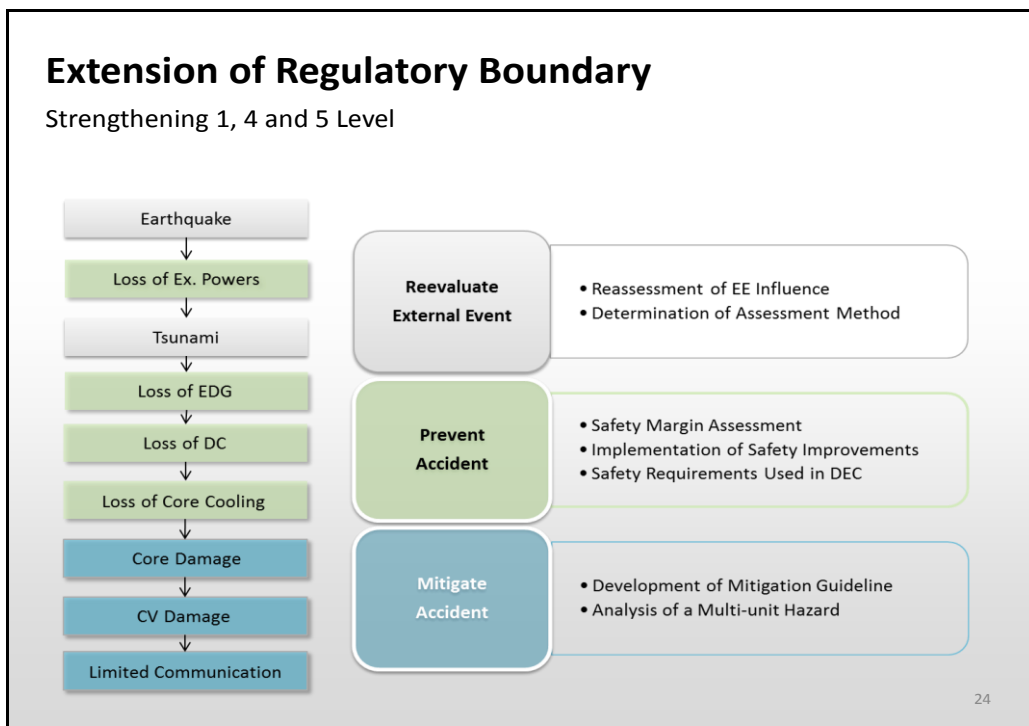 Extension of Regulatory Boundary
Strengthening 1, 4 and 5 Level
Earthquake
Loss of Ex. Powers
Tsunami
Loss of EDG
Loss of DC
Loss of Core Cooling
Core Damage
CV Damage
Limited Communication
Reevaluate
External Event
• Reassessment of EE Influence
• Determination of Assessment Method
Prevent
Accident
• Safety Margin Assessment
• Implementation of Safety Improvements
• Safety Requirements Used in DEC
Mitigate
Accident
• Development of Mitigation Guideline
• Analysis of a Multi-unit Hazard
24